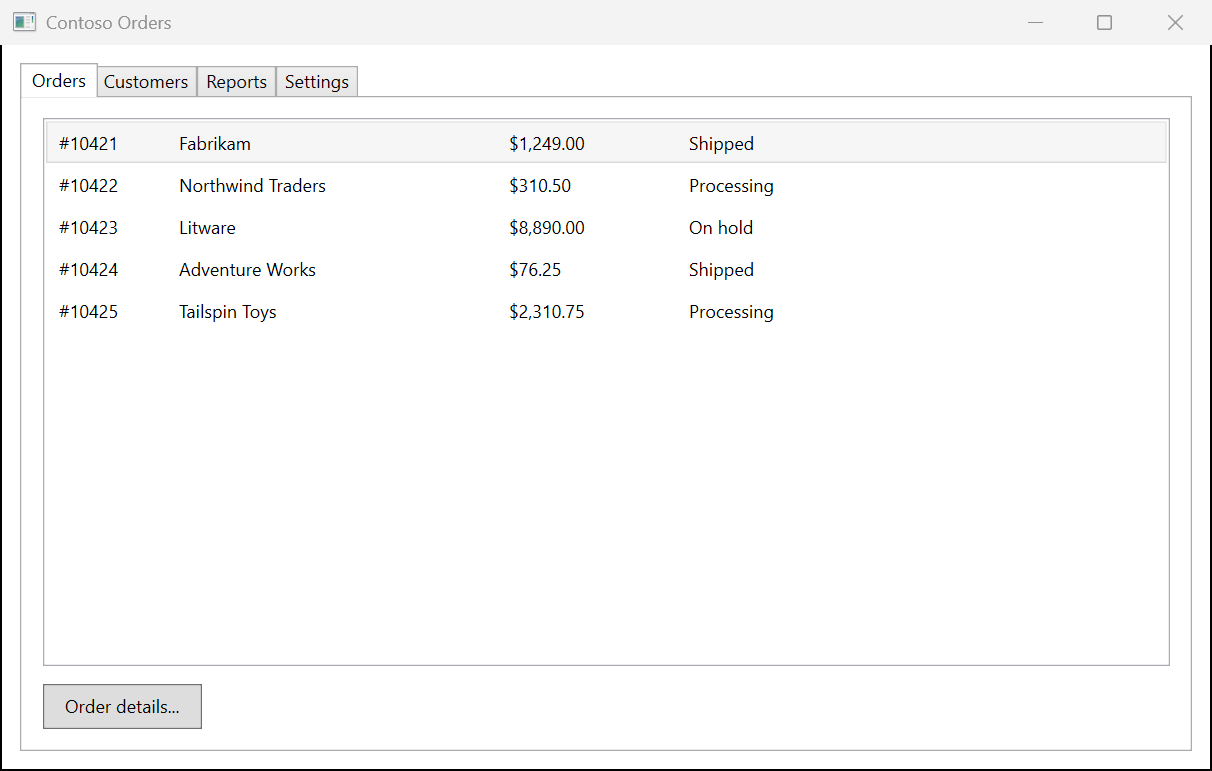 Contoso Orders
Orders Customers Reports Settings
#10421 Fabrikam $1,249.00 Shipped
#10422 Northwind Traders $310.50 Processing
#10423 Litware $8,890.00 On hold
#10424 Adventure Works $76.25 Shipped
#10425 Tailspin Toys $2,310.75 Processing
Order details...